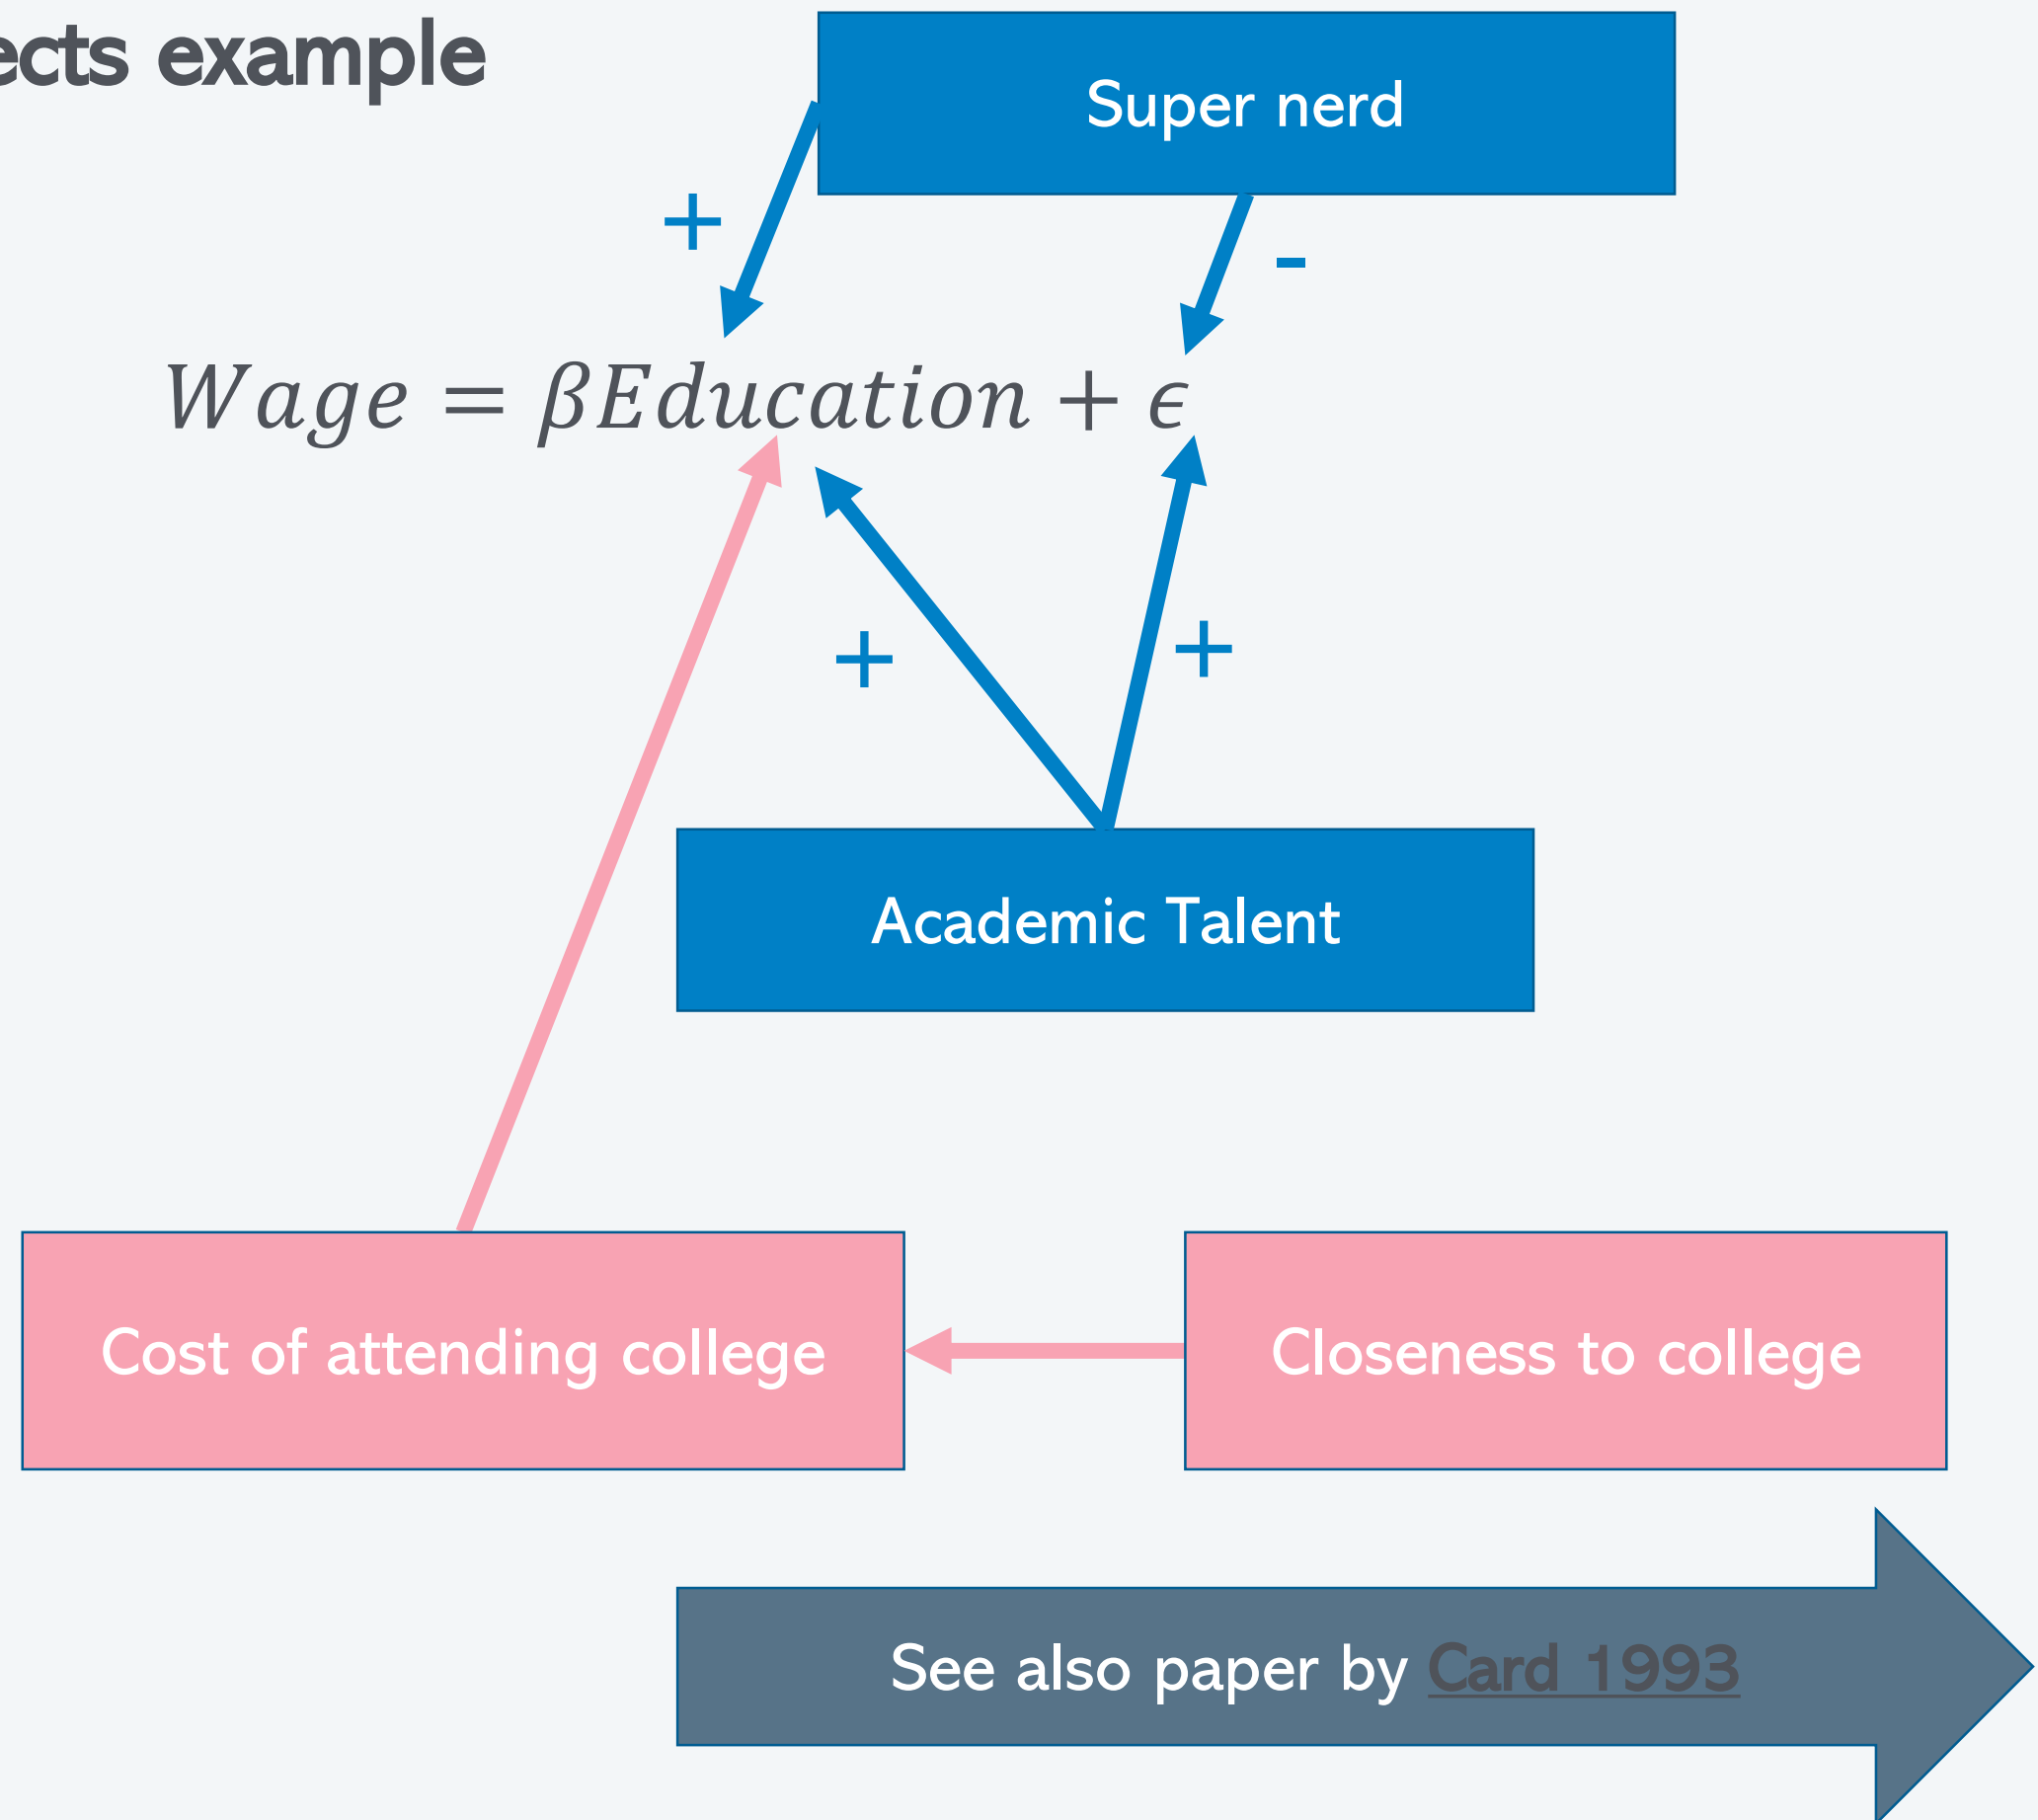 ects example
Super nerd
+
-
Wage = βEducation + ϵ
+
+
Academic Talent
Cost of attending college
Closeness to college
See also paper by Card 1993